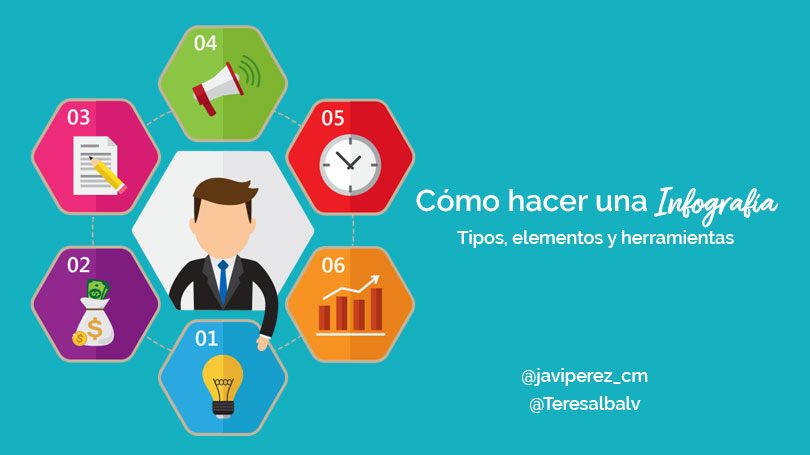 04
03
05
02
06
01
$
$
$
Cómo hacer una Infografía
Tipos, elementos y herramientas
@javiperez_cm
@Teresalbalv